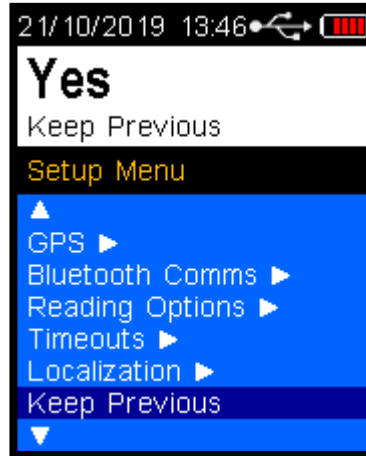 21/10/2019 13:46
Yes
Keep Previous
Setup Menu
GPS
Bluetooth Comms
Reading Options
Timeouts
Localization
Keep Previous